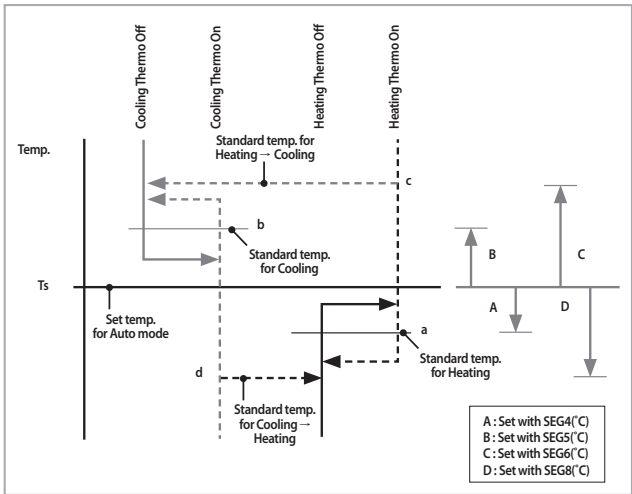 Cooling Thermo Off
Cooling Thermo On
Heating Thermo Off
Heating Thermo On
Temp.
Standard temp. for
Heating → Cooling
c
b
Standard temp.
for Cooling
B
C
Ts
Set temp.
for Auto mode
A
D
a
Standard temp.
for Heating
d
Standard temp.
for Cooling →
Heating
A : Set with SEG4(˚C)
B : Set with SEG5(˚C)
C : Set with SEG6(˚C)
D : Set with SEG8(˚C)